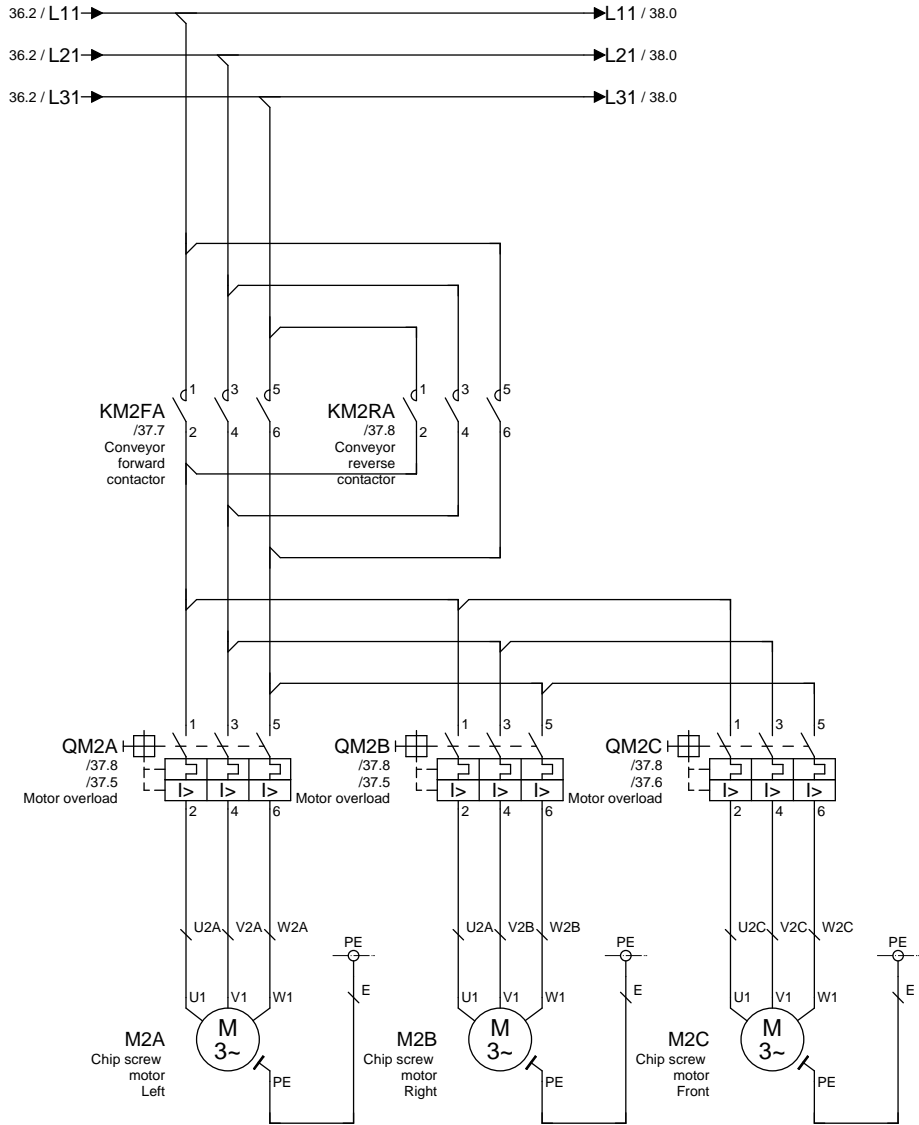 36.2 / L11 L11 / 38.0
36.2 / L21 L21 / 38.0
36.2 / L31 L31 / 38.0
1 3 5 1 3 5
KM2FA KM2RA
/37.7 2 4 6 /37.8 2 4 6
Conveyor Conveyor
forward reverse
contactor contactor
1 3 5 1 3 5 1 3 5
QM2A QM2B QM2C
/37.8 /37.8 /37.8
/37.5 I> I> I> /37.5 I> I> I> /37.6 I> I> I>
Motor overload Motor overload Motor overload
2 4 6 2 4 6 2 4 6
U2A V2A W2A U2A V2B W2B U2C V2C W2C
PE PE PE
E E E
U1 V1 W1 U1 V1 W1 U1 V1 W1
M M M
M2A 3~ M2B 3~ M2C 3~
Chip screw Chip screw Chip screw
motor PE motor PE motor PE
Left Right Front